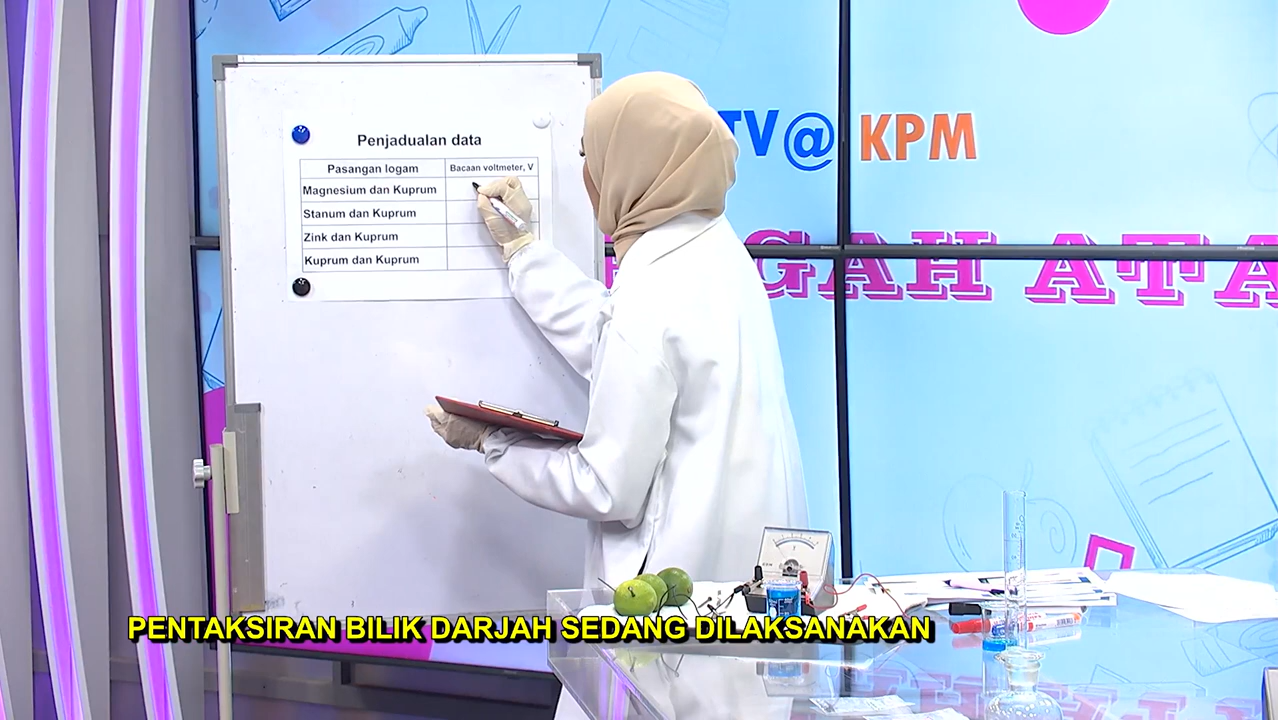 TV@ KPM
Penjadualan data
Pasangan logam Bacaan voltmeter, V
Magnesium dan Kuprum
Stanum dan Kuprum
Zink dan Kuprum
Kuprum dan Kuprum
PENTAKSIRAN BILIK DARJAH SEDANG DILAKSANAKAN